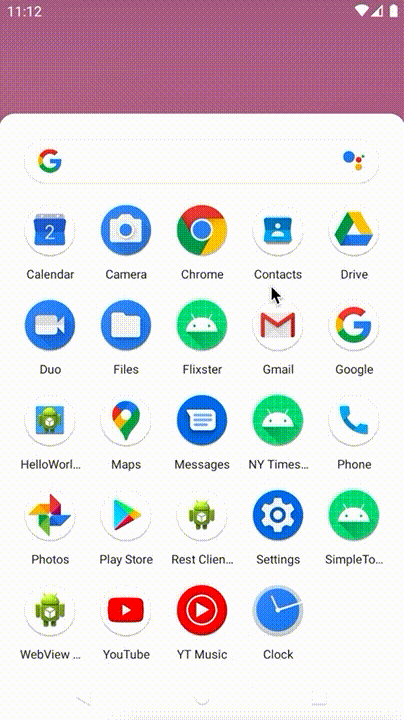 11:12
Calendar Camera Chrome Contacts Drive
Duo Files Flixster Gmail Google
HelloWorl... Maps Messages NY Times... Phone
Photos Play Store Rest Clien... Settings SimpleTo...
WebView ... YouTube YT Music Clock
2